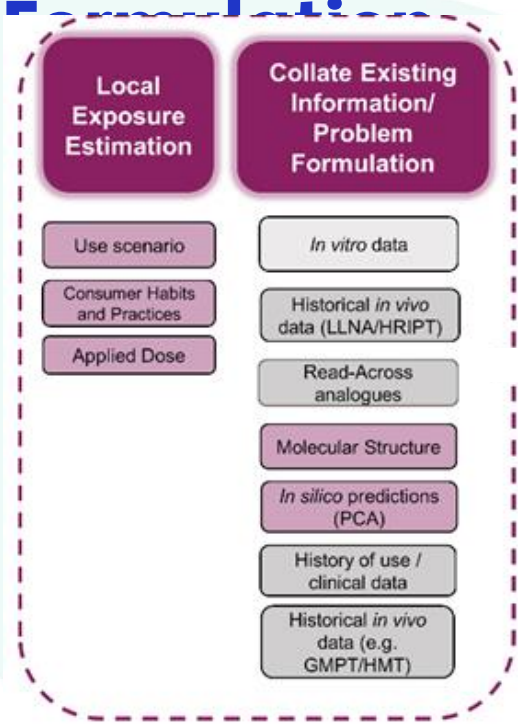 Formulation
Local
Exposure
Estimation
Use scenario
Consumer Habits
and Practices
Applied Dose
Collate Existing
Information/
Problem
Formulation
In vitro data
Historical in vivo
data (LLNA/HRIPT)
Read-Across
analogues
Molecular Structure
In silico predictions
(PCA)
History of use /
clinical data
Historical in vivo
data (e.g.
GMPT/HMT)